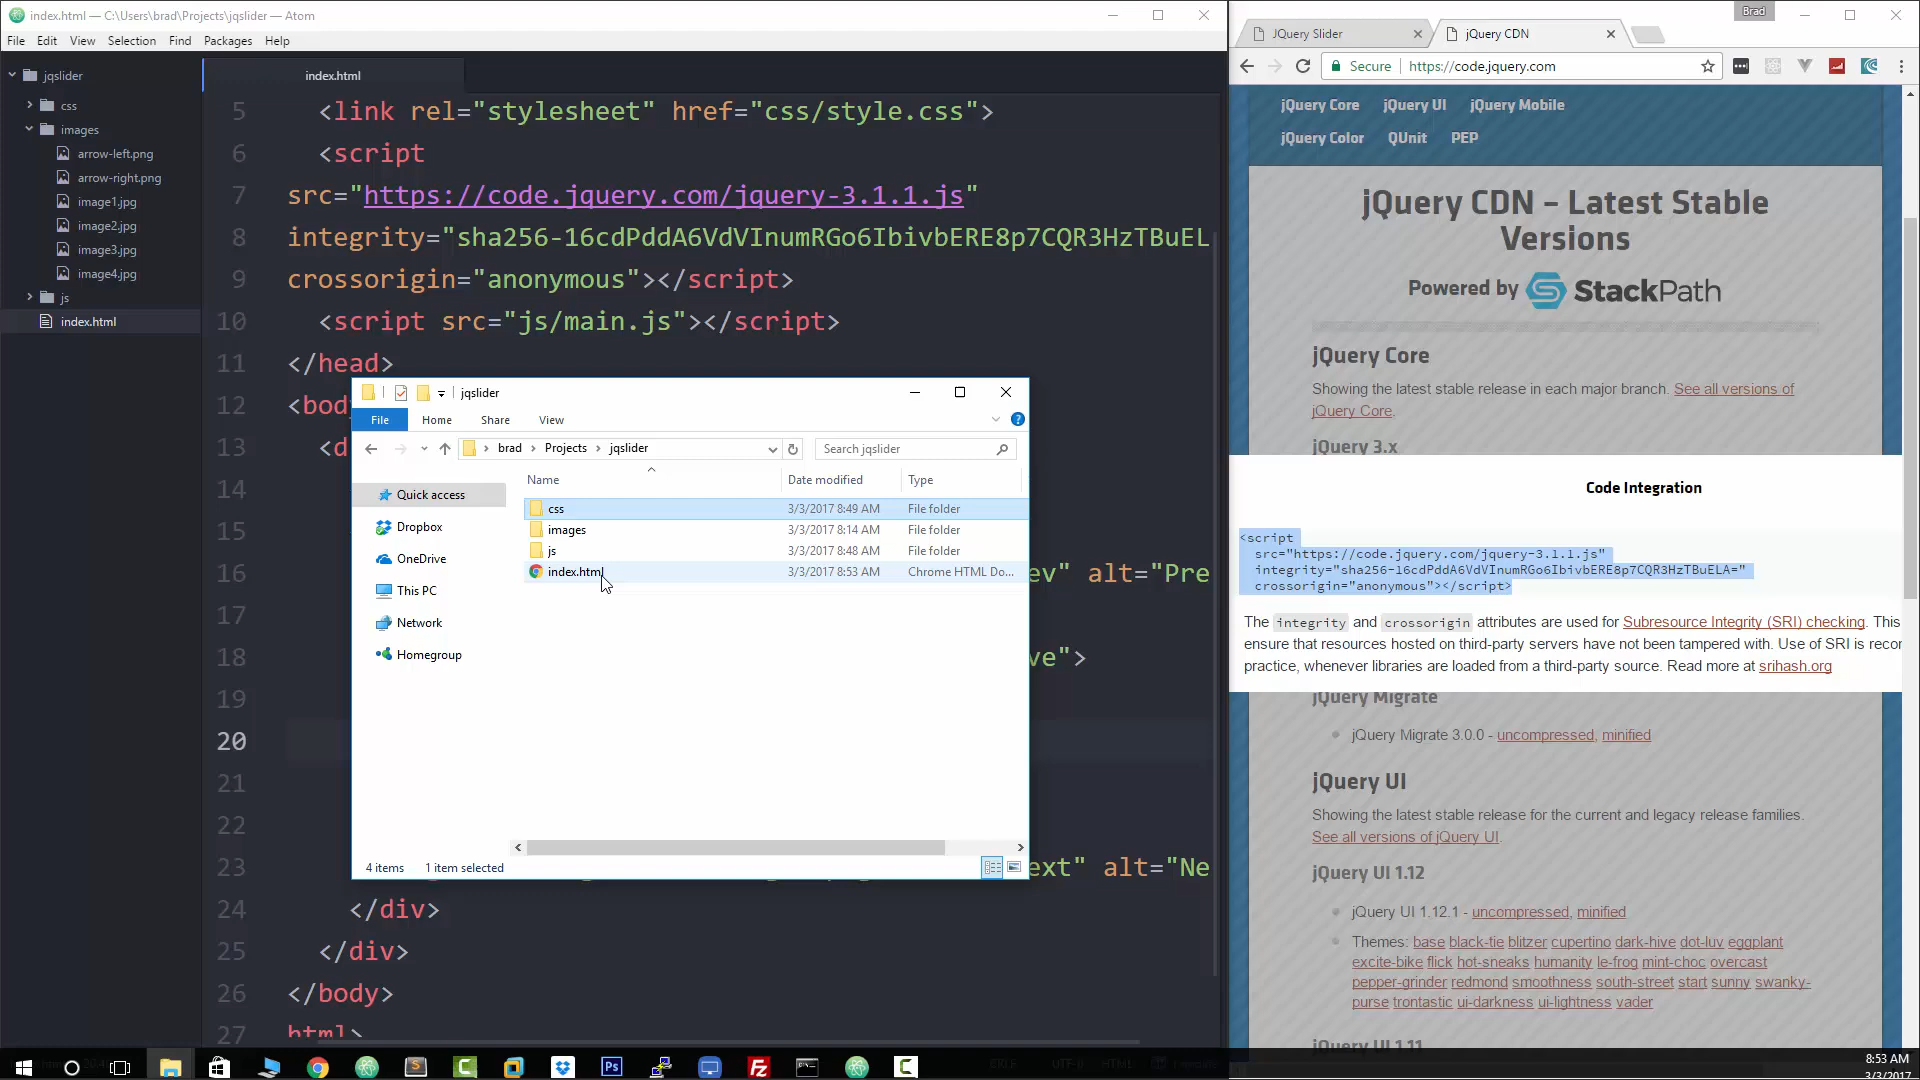 index.html — C:\Users\brad\Projects\jqslider — Atom
File Edit View Selection Find Packages Help
jqslider
css
images
arrow-left.png
arrow-right.png
image1.jpg
image2.jpg
image3.jpg
image4.jpg
js
index.html
index.html
5 <link rel="stylesheet" href="css/style.css">
6 <script
7 src="https://code.jquery.com/jquery-3.1.1.js"
8 integrity="sha256-16cdPddA6VdVInumRGo6IbivbERE8p7CQR3HzTBuEL
9 crossorigin="anonymous"></script>
10 <script src="js/main.js"></script>
11 </head>
12 <bod
13 <d
14
16 ev" alt="Pre
18 ve">
19
20
21
22
23 ext" alt="Ne
24 </div>
25 </div>
26 </body>
27 html>
jqslider
File Home Share View
brad Projects jqslider
Search jqslider
Name Date modified Type
Quick access
Dropbox
OneDrive
This PC
Network
Homegroup
css 3/3/2017 8:49 AM File folder
images 3/3/2017 8:14 AM File folder
js 3/3/2017 8:48 AM File folder
index.html 3/3/2017 8:53 AM Chrome HTML Do...
4 items 1 item selected
Brad
JQuery Slider
jQuery CDN
Secure https://code.jquery.com
jQuery Core jQuery UI jQuery Mobile
jQuery Color QUnit PEP
jQuery CDN – Latest Stable
Versions
Powered by StackPath
jQuery Core
Showing the latest stable release in each major branch. See all versions of
jQuery Core.
jQuery 3.x
Code Integration
<script
src="https://code.jquery.com/jquery-3.1.1.js"
integrity="sha256-16cdPddA6VdVInumRGo6IbivbERE8p7CQR3HzTBuELA="
crossorigin="anonymous"></script>
The integrity and crossorigin attributes are used for Subresource Integrity (SRI) checking. This
ensure that resources hosted on third-party servers have not been tampered with. Use of SRI is recor
practice, whenever libraries are loaded from a third-party source. Read more at srihash.org
jQuery Migrate
jQuery Migrate 3.0.0 - uncompressed, minified
jQuery UI
Showing the latest stable release for the current and legacy release families.
See all versions of jQuery UI.
jQuery UI 1.12
jQuery UI 1.12.1 - uncompressed, minified
Themes: base black-tie blitzer cupertino dark-hive dot-luv eggplant
excite-bike flick hot-sneaks humanity le-frog mint-choc overcast
pepper-grinder redmond smoothness south-street start sunny swanky-
purse trontastic ui-darkness ui-lightness vader
jQuery UI 1.11
8:53 AM
3/3/2017